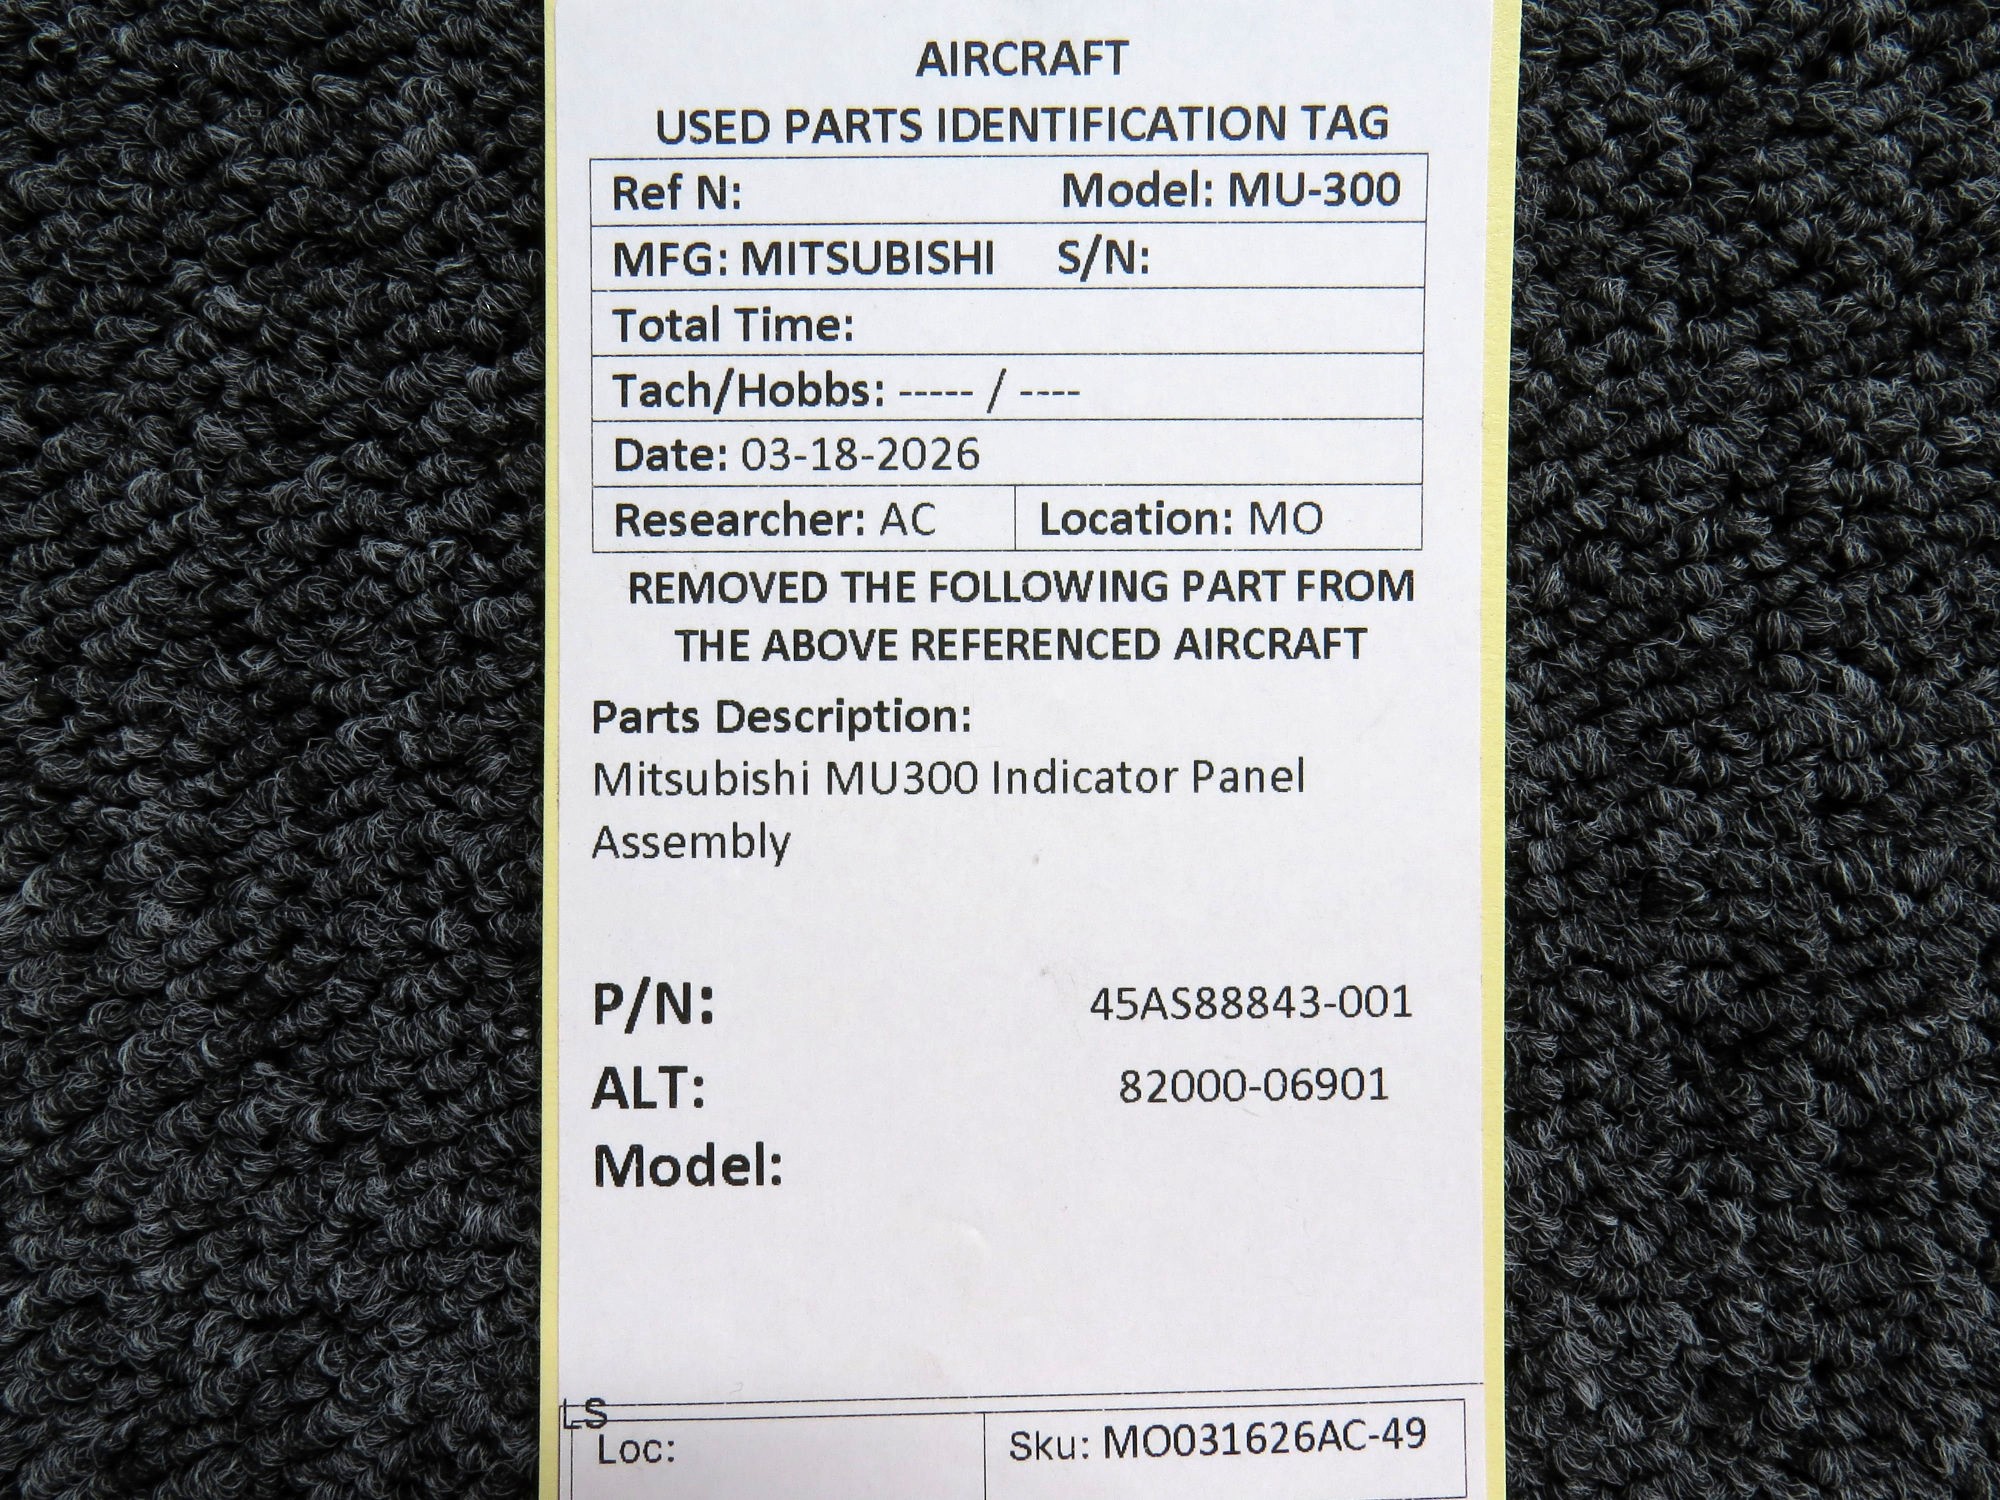 AIRCRAFT
USED PARTS IDENTIFICATION TAG
Ref N: Model: MU-300
MFG: MITSUBISHI S/N:
Total Time:
Tach/Hobbs: ----- / ----
Date: 03-18-2026
Researcher: AC Location: MO
REMOVED THE FOLLOWING PART FROM
THE ABOVE REFERENCED AIRCRAFT
Parts Description:
Mitsubishi MU300 Indicator Panel
Assembly
P/N: 45AS88843-001
ALT: 82000-06901
Model:
LS
Loc: Sku: MO031626AC-49